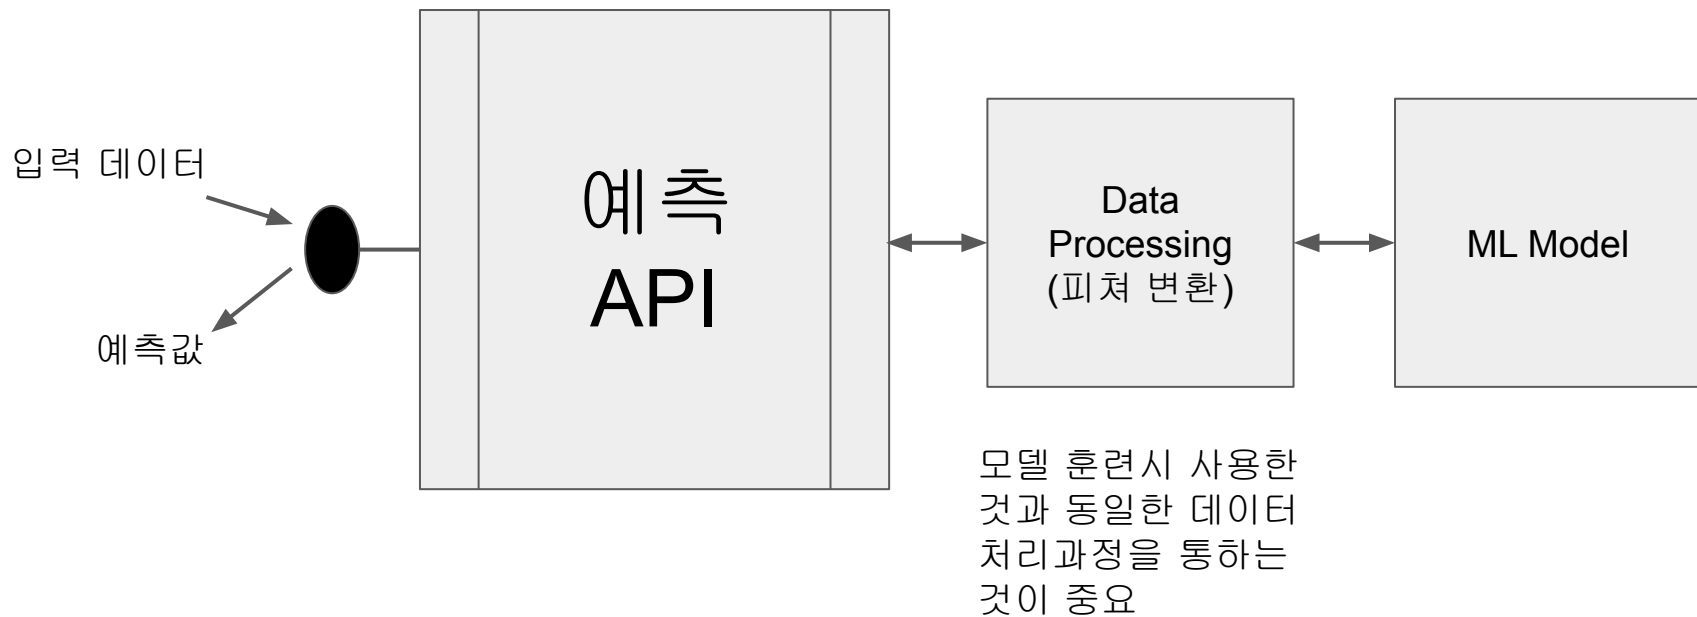 입력 데이터
예측값
예측
API
Data
Processing
(피쳐 변환)
ML Model
모델 훈련시 사용한
것과 동일한 데이터
처리과정을 통하는
것이 중요